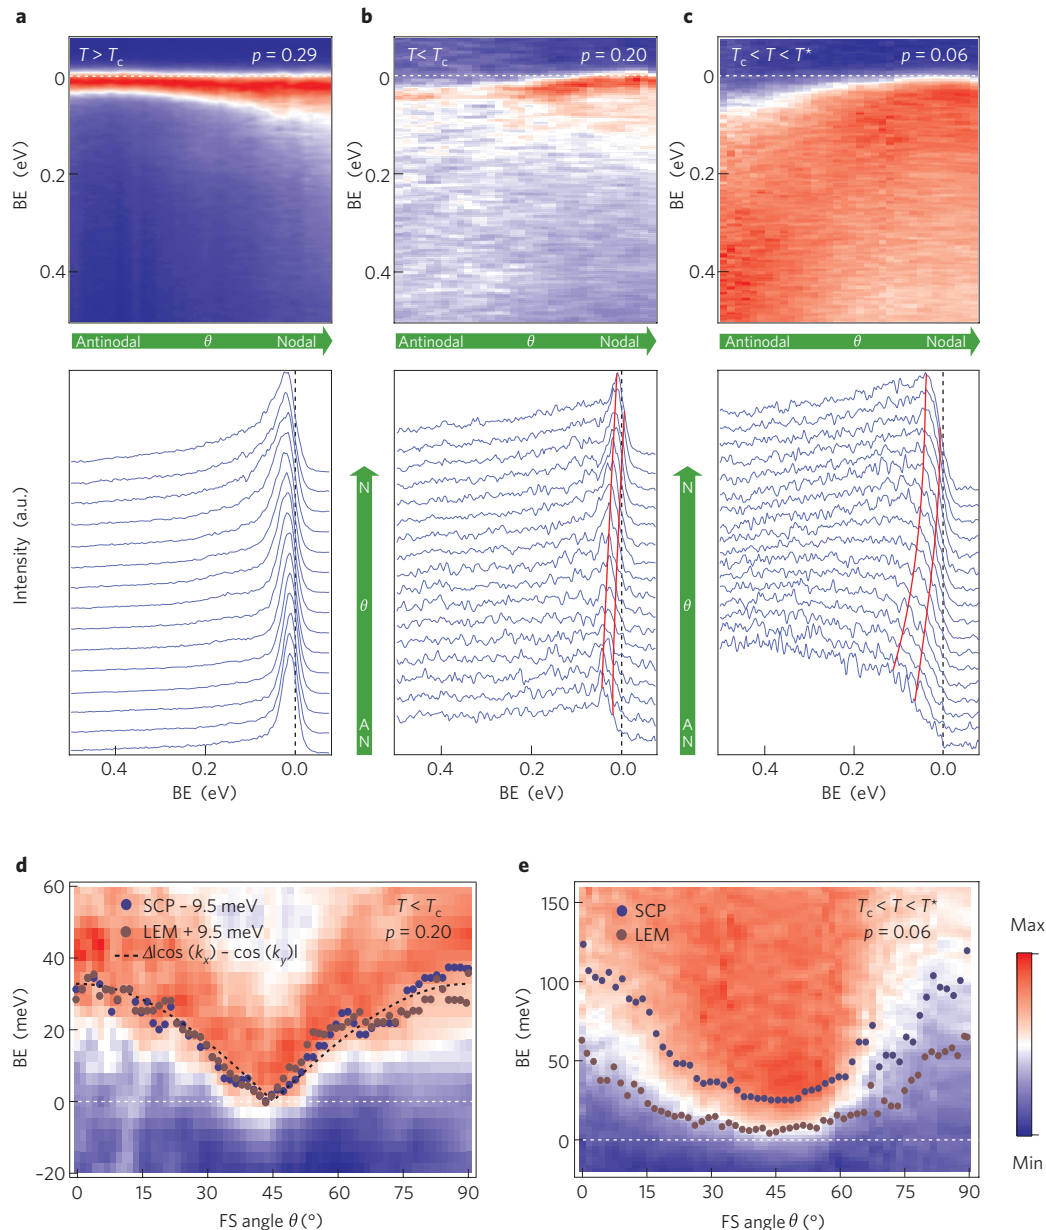 a
T > Tc
p = 0.29
0
0.2
0.4
BE (eV)
Antinodal θ Nodal
b
T < Tc
p = 0.20
0
0.2
0.4
BE (eV)
Antinodal θ Nodal
c
Tc < T < T*
p = 0.06
0
0.2
0.4
BE (eV)
Antinodal θ Nodal
Intensity (a.u.)
0.4 0.2 0.0
BE (eV)
N
θ
A
N
0.4 0.2 0.0
BE (eV)
N
θ
A
N
0.4 0.2 0.0
BE (eV)
d
60
40
20
0
–20
BE (meV)
SCP – 9.5 meV
LEM + 9.5 meV
Δ|cos (kx) – cos (ky)|
T < Tc
p = 0.20
0 15 30 45 60 75 90
FS angle θ (°)
e
150
100
50
0
BE (meV)
SCP
LEM
Tc < T < T*
p = 0.06
0 15 30 45 60 75 90
FS angle θ (°)
Max
Min